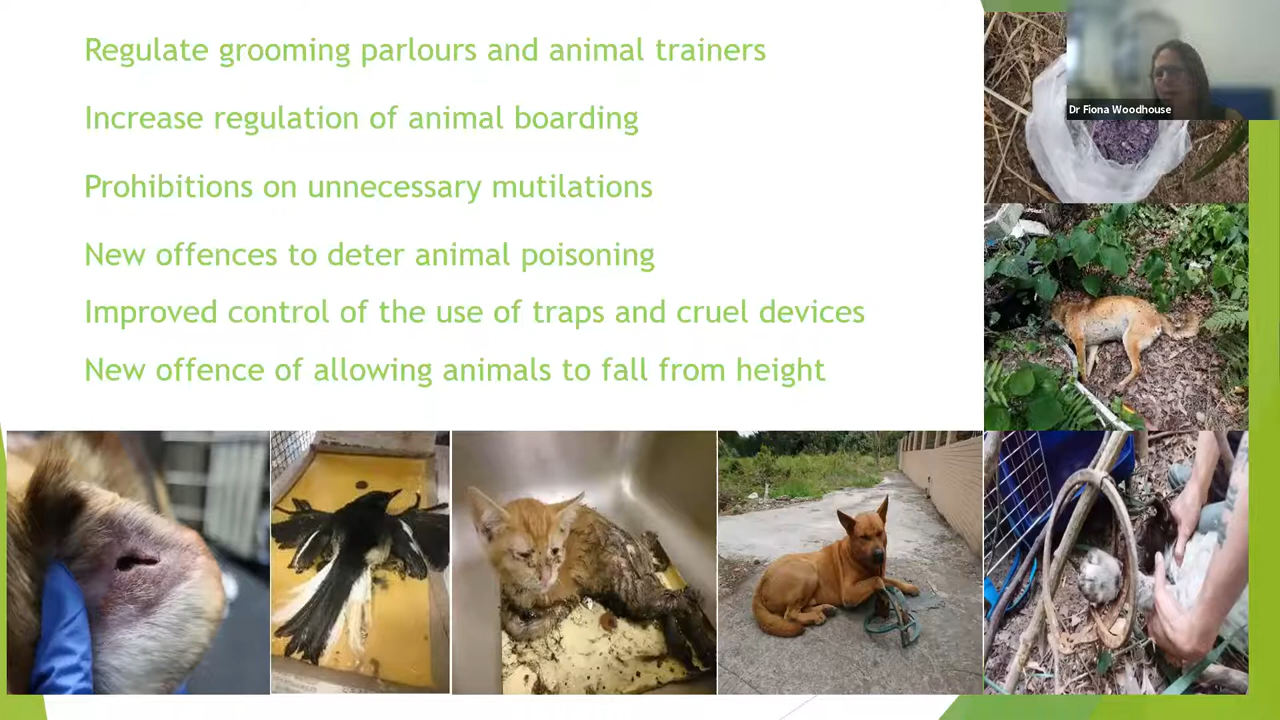 Regulate grooming parlours and animal trainers
Increase regulation of animal boarding
Prohibitions on unnecessary mutilations
New offences to deter animal poisoning
Improved control of the use of traps and cruel devices
New offence of allowing animals to fall from height
Dr Fiona Woodhouse